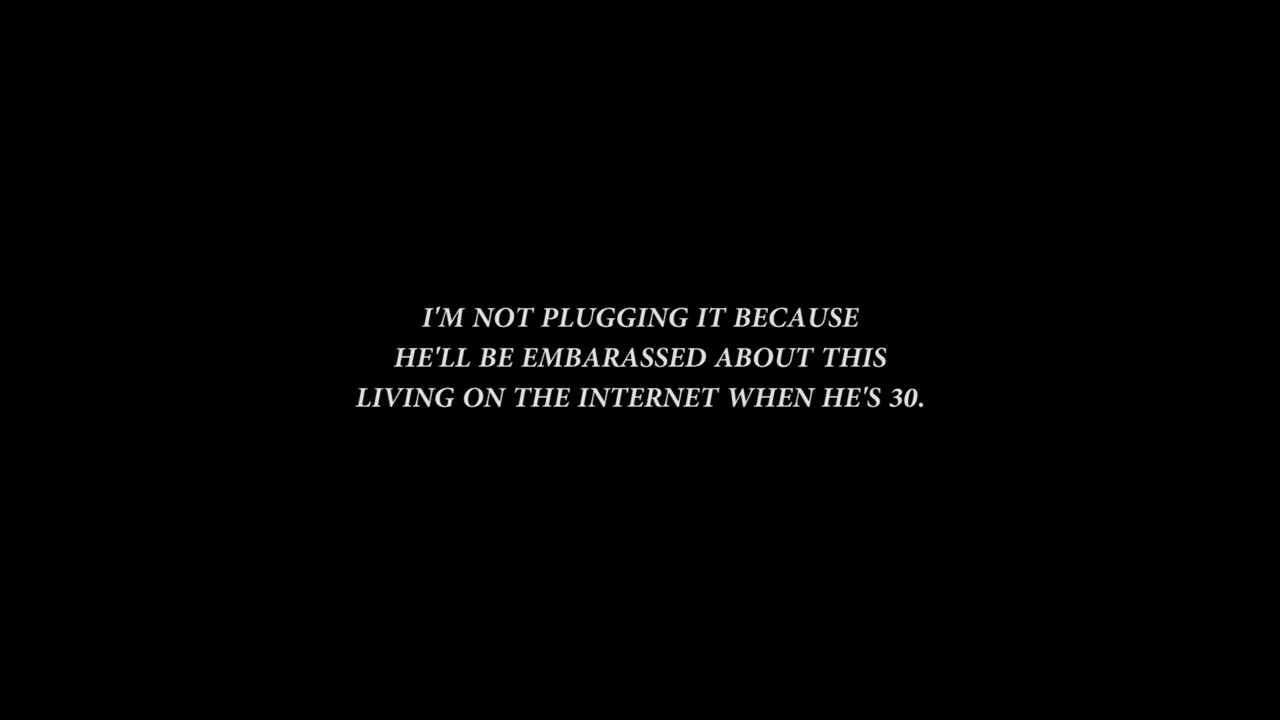 I'M NOT PLUGGING IT BECAUSE
HE'LL BE EMBARASSED ABOUT THIS
LIVING ON THE INTERNET WHEN HE'S 30.